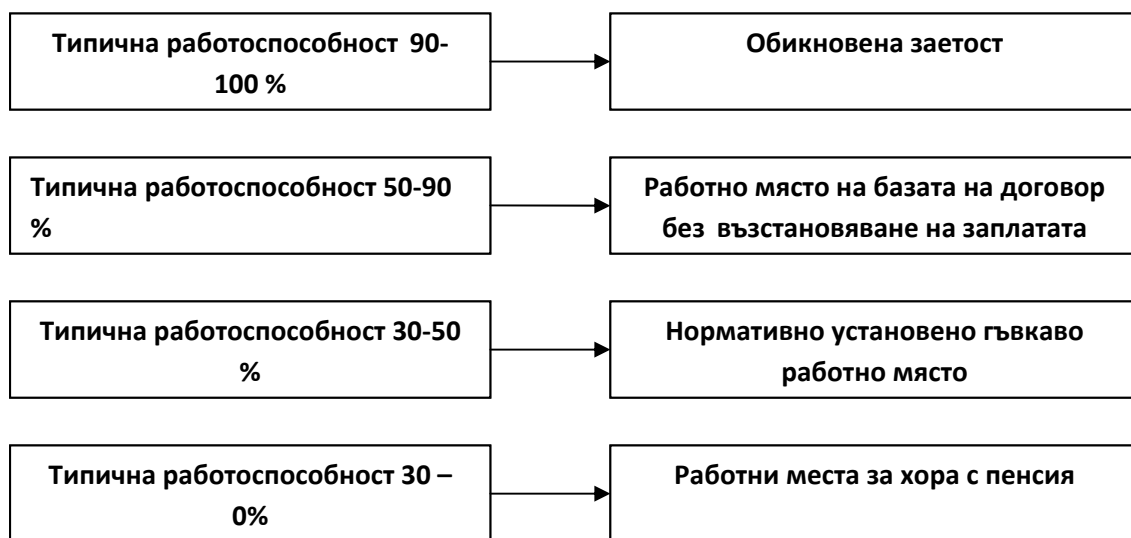 Типична работоспособност 90-
100 %
Обикновена заетост
Типична работоспособност 50-90
%
Работно място на базата на договор
без възстановяване на заплатата
Типична работоспособност 30-50
%
Нормативно установено гъвкаво
работно място
Типична работоспособност 30 –
0%
Работни места за хора с пенсия